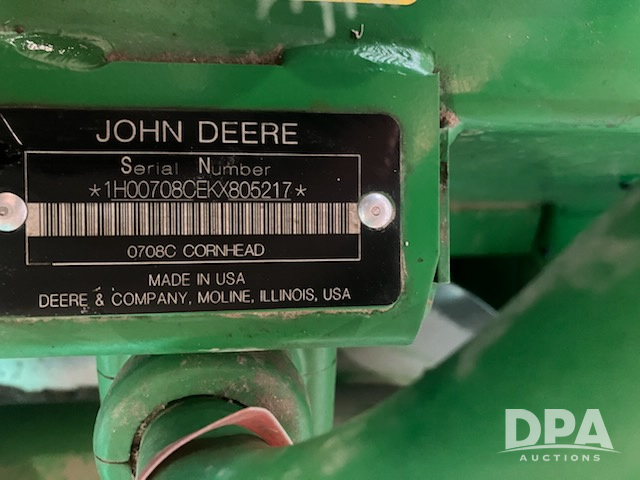 JOHN DEERE
Serial Number
*1H00708CEKX805217*
0708C CORNHEAD
MADE IN USA
DEERE & COMPANY, MOLINE, ILLINOIS, USA
DPA
AUCTIONS